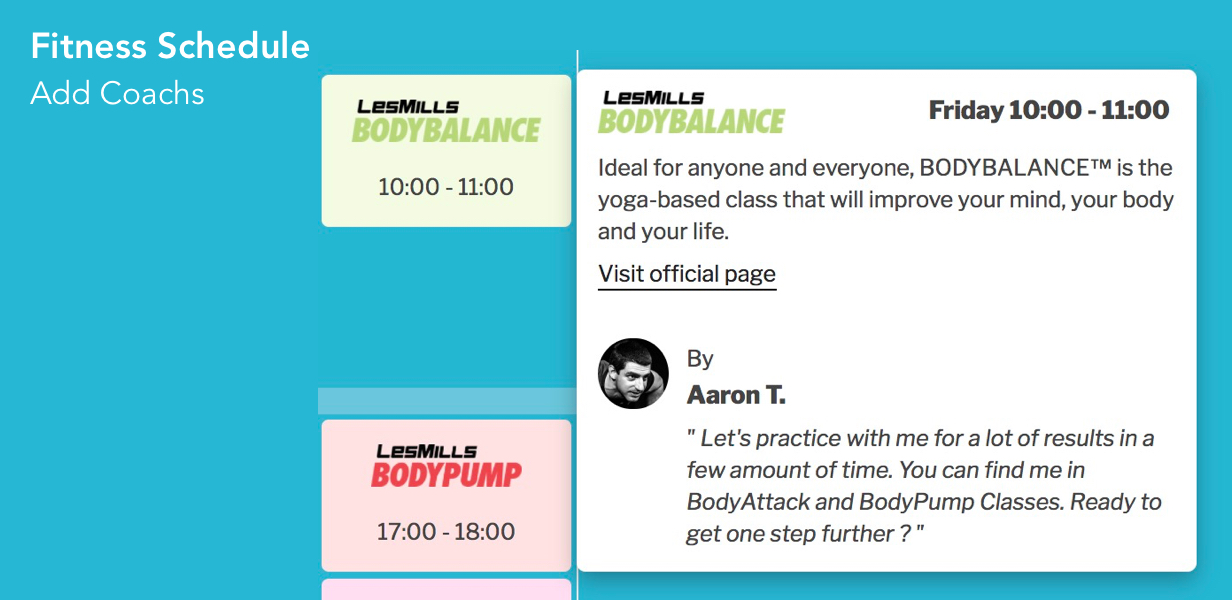 Fitness Schedule
Add Coachs
LESMILLS
BODYBALANCE
10:00 - 11:00
LESMILLS
BODYPUMP
17:00 - 18:00
LESMILLS
BODYBALANCE
Friday 10:00 - 11:00
Ideal for anyone and everyone, BODYBALANCE™ is the
yoga-based class that will improve your mind, your body
and your life.
Visit official page
By
Aaron T.
" Let's practice with me for a lot of results in a
few amount of time. You can find me in
BodyAttack and BodyPump Classes. Ready to
get one step further ? "